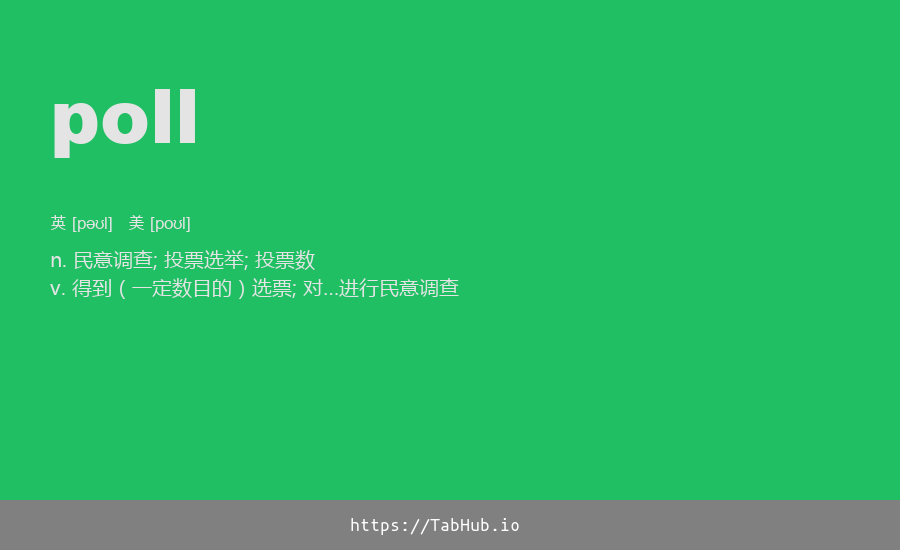 poll
英 [pəʊl] 美 [poʊl]
n. 民意调查; 投票选举; 投票数
v. 得到 ( 一定数目的 ) 选票; 对...进行民意调查
https://TabHub.io